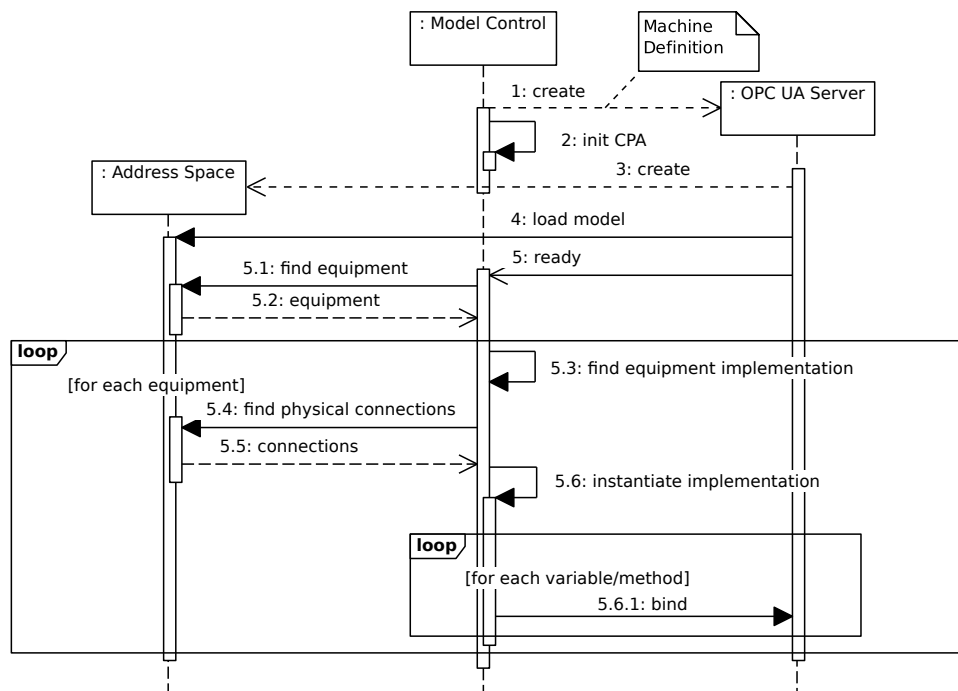 : Model Control
Machine
Definition
1: create
: OPC UA Server
2: init CPA
: Address Space
3: create
4: load model
5: ready
5.1: find equipment
5.2: equipment
loop
5.3: find equipment implementation
[for each equipment]
5.4: find physical connections
5.5: connections
5.6: instantiate implementation
loop
[for each variable/method]
5.6.1: bind